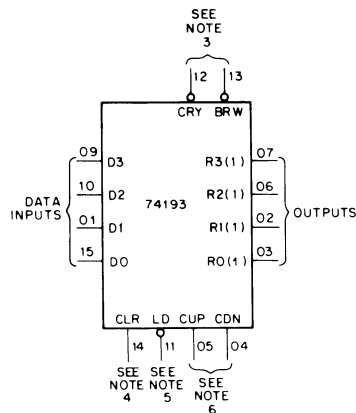 SEE
NOTE
3
12 13
CRY BRW
09 D3 R3(1) 07
10 D2 R2(1) 06
DATA
INPUTS
74193
01 D1 R1(1) 02
OUTPUTS
15 D0 R0(1) 03
CLR LD CUP CDN
14 11 05 04
SEE SEE SEE
NOTE NOTE NOTE
4 5 6